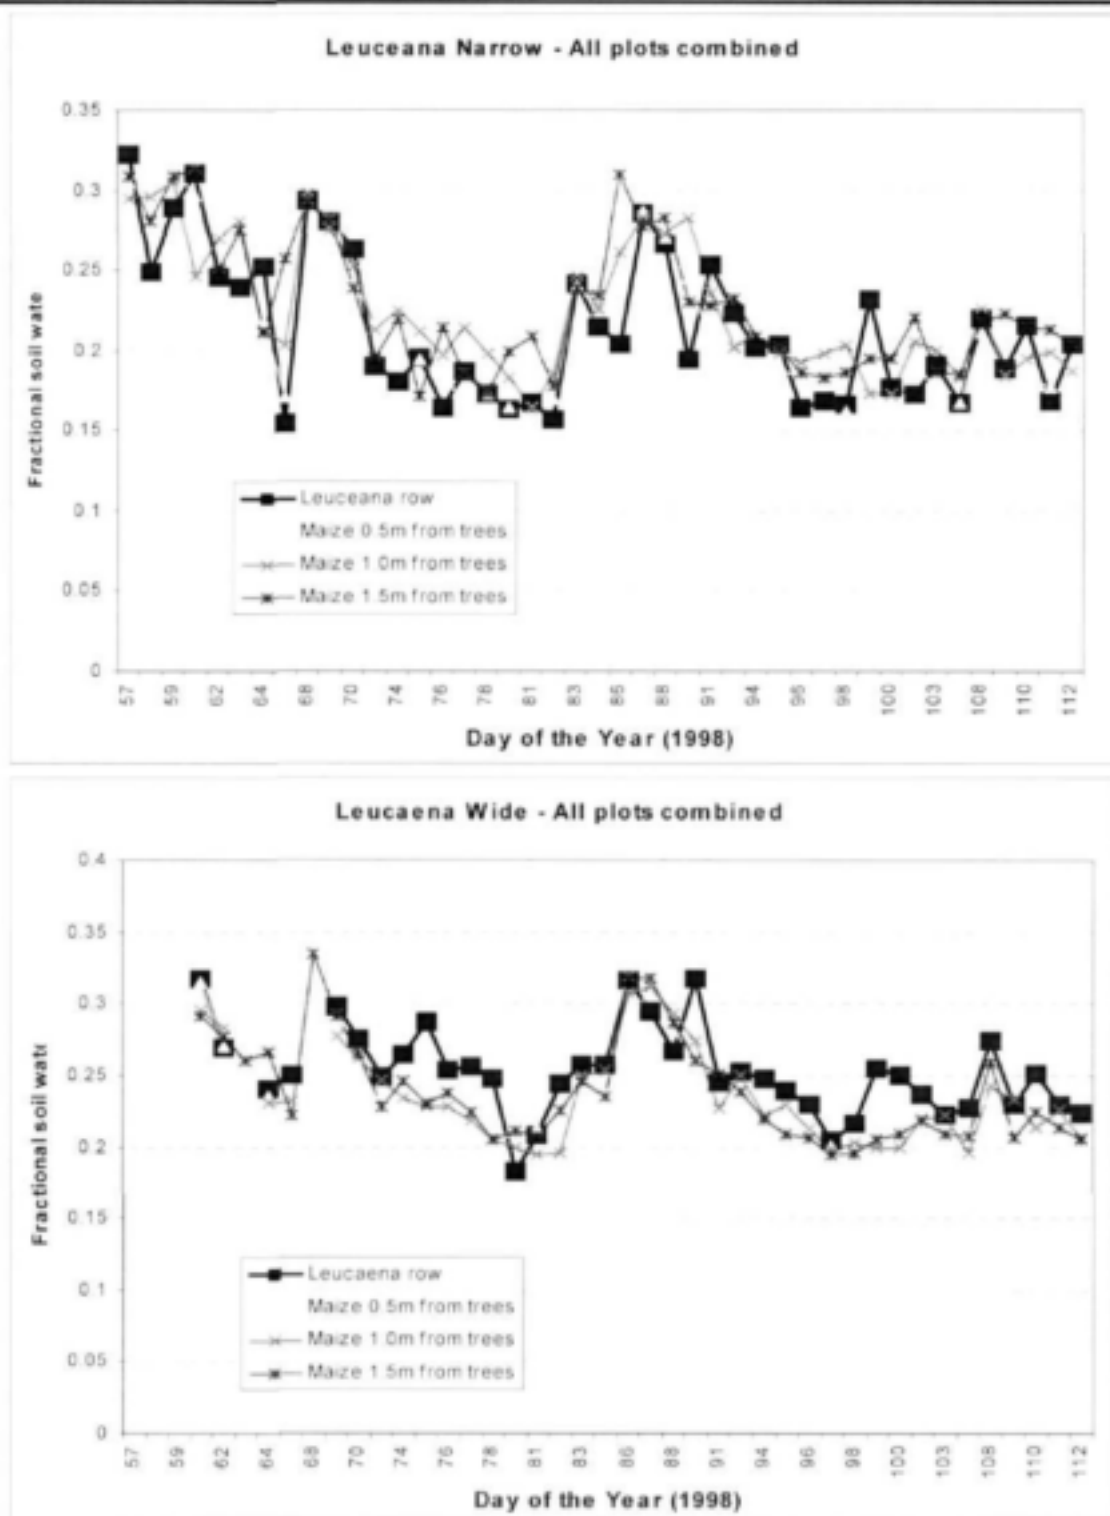 Leuceana Narrow - All plots combined
0.35
0.3
0.25
0.2
0.15
0.1
0.05
0
Fractional soil wate
Leuceana row
Maize 0.5m from trees
Maize 1.0m from trees
Maize 1.5m from trees
57 59 62 64 68 70 74 76 78 81 83 86 88 91 94 96 98 100 103 108 110 112
Day of the Year (1998)
Leucaena Wide - All plots combined
0.4
0.35
0.3
0.25
0.2
0.15
0.1
0.05
0
Fractional soil wate
Leucaena row
Maize 0.5m from trees
Maize 1.0m from trees
Maize 1.5m from trees
57 59 62 64 68 70 74 76 78 81 83 86 88 91 94 96 98 100 103 108 110 112
Day of the Year (1998)